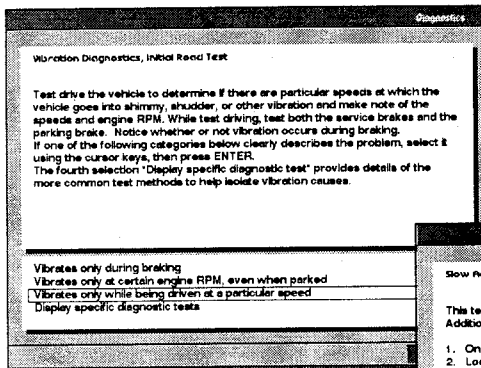 Diagnostics
Vibration Diagnostics, Initial Road Test
Test drive the vehicle to determine if there are particular speeds at which the
vehicle goes into shimmy, shudder, or other vibration and make note of the
speeds and engine RPM. While test driving, test both the service brakes and the
parking brake. Notice whether or not vibration occurs during braking.
If one of the following categories below clearly describes the problem, select it
using the cursor keys, then press ENTER.
The fourth selection "Display specific diagnostic test" provides details of the
more common test methods to help isolate vibration causes.
Vibrates only during braking
Vibrates only at certain engine RPM, even when parked
Vibrates only while being driven at a particular speed
Display specific diagnostic tests
Slow
This te
Additio
1. On
2. Loo